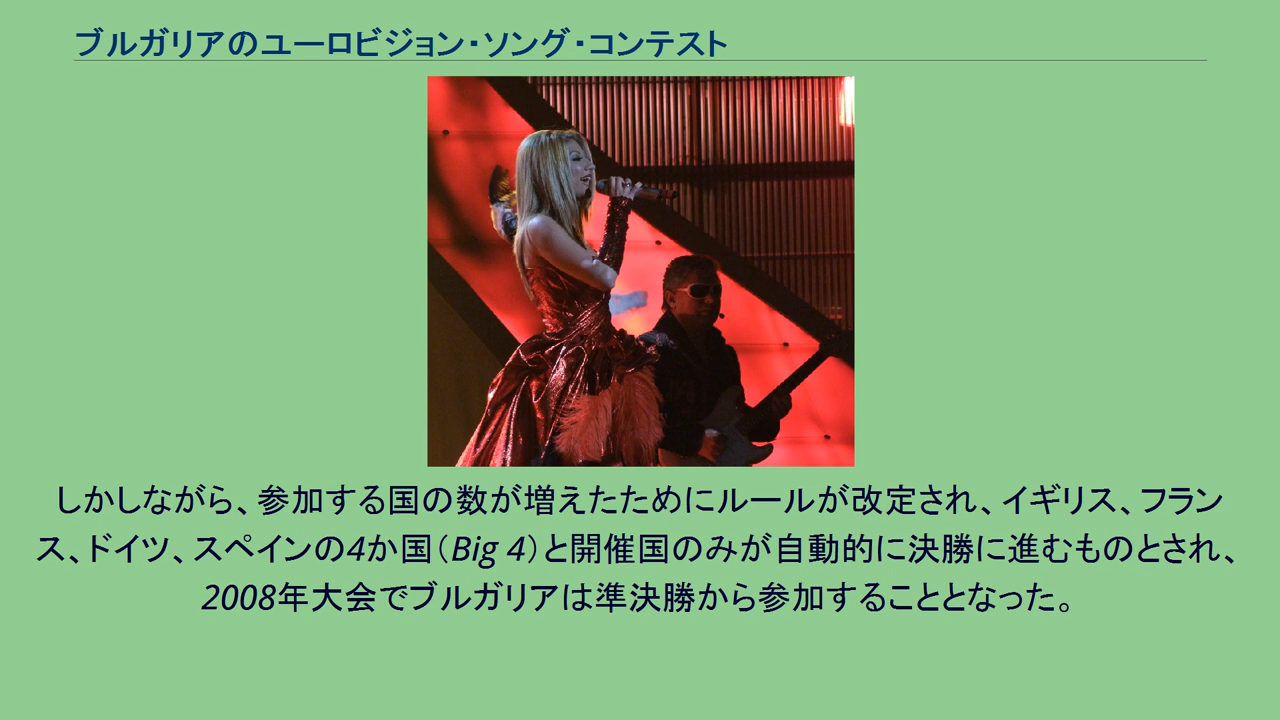 ブルガリアのユーロビジョン・ソング・コンテスト
しかしながら、参加する国の数が増えたためにルールが改定され、イギリス、フラン
ス、ドイツ、スペインの4か国（Big 4）と開催国のみが自動的に決勝に進むものとされ、
2008年大会でブルガリアは準決勝から参加することとなった。